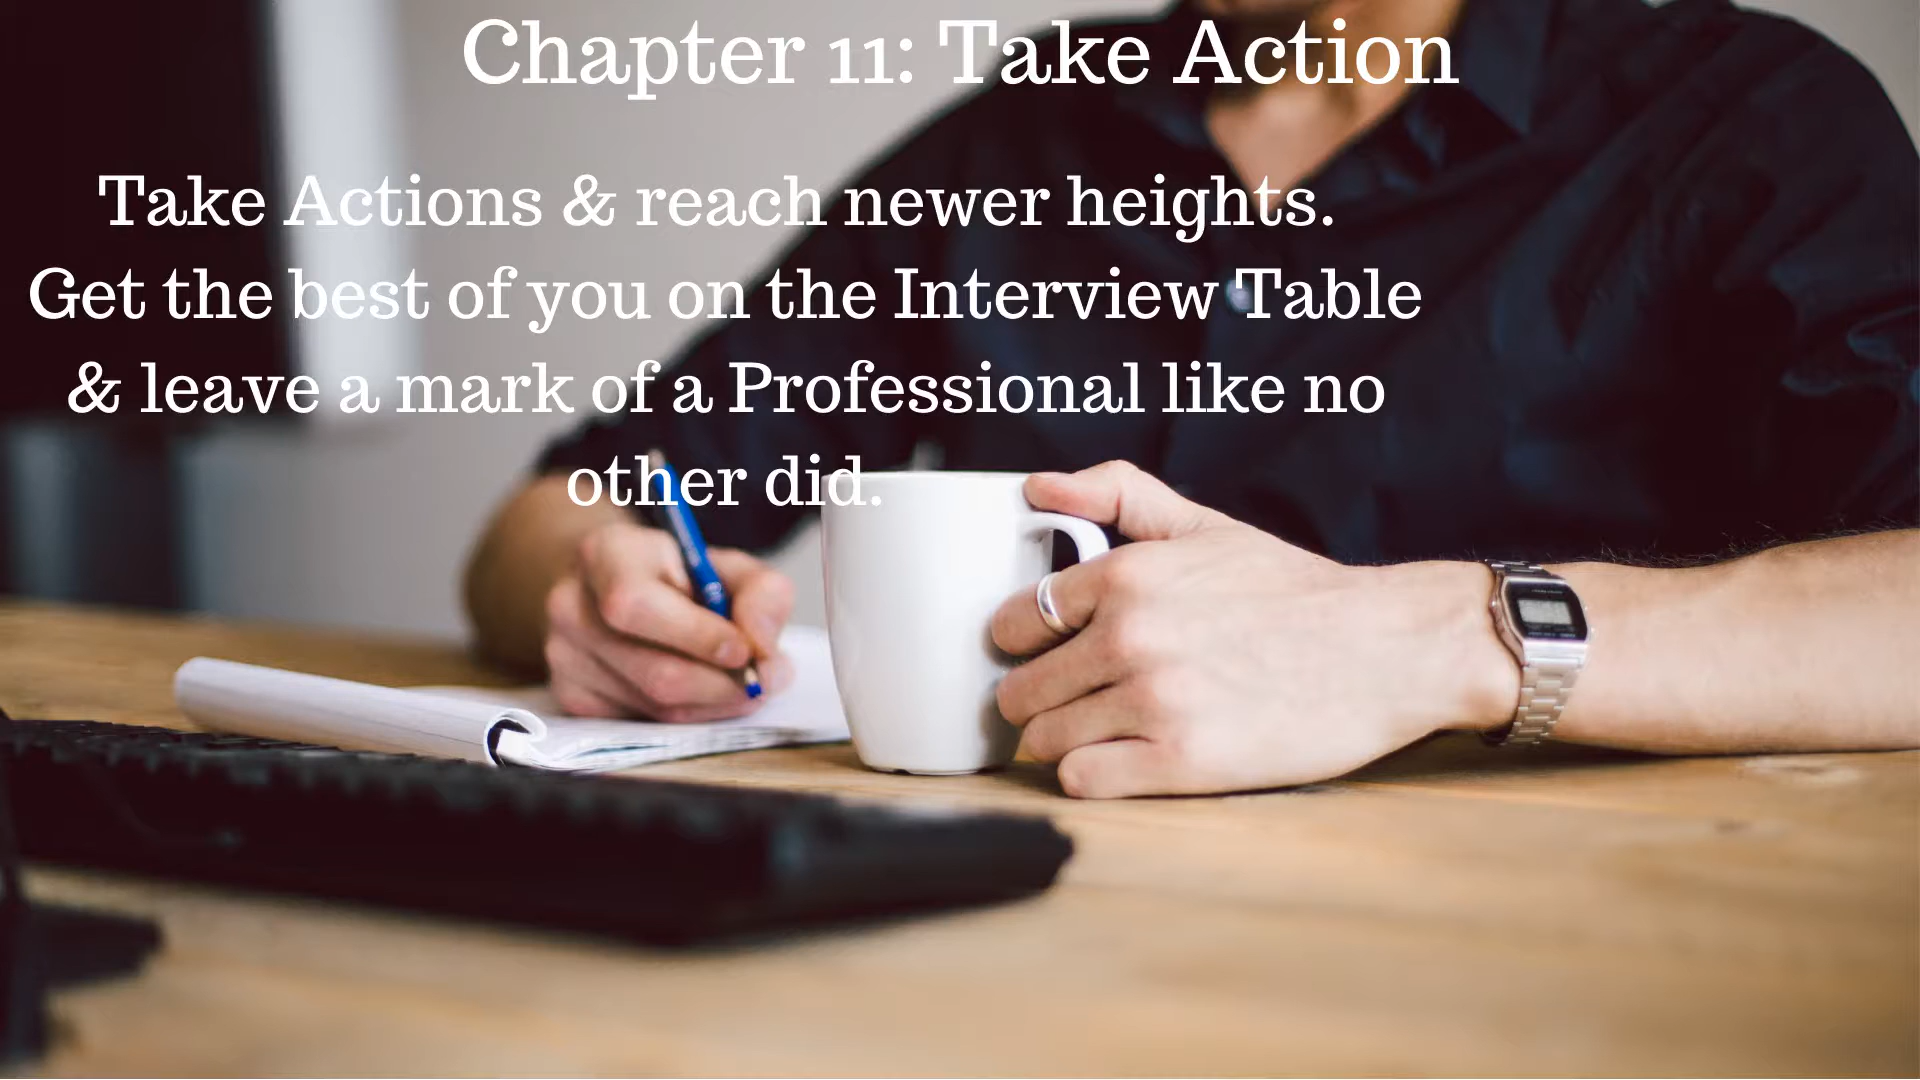 Chapter 11: Take Action
Take Actions & reach newer heights.
Get the best of you on the Interview Table
& leave a mark of a Professional like no
other did.